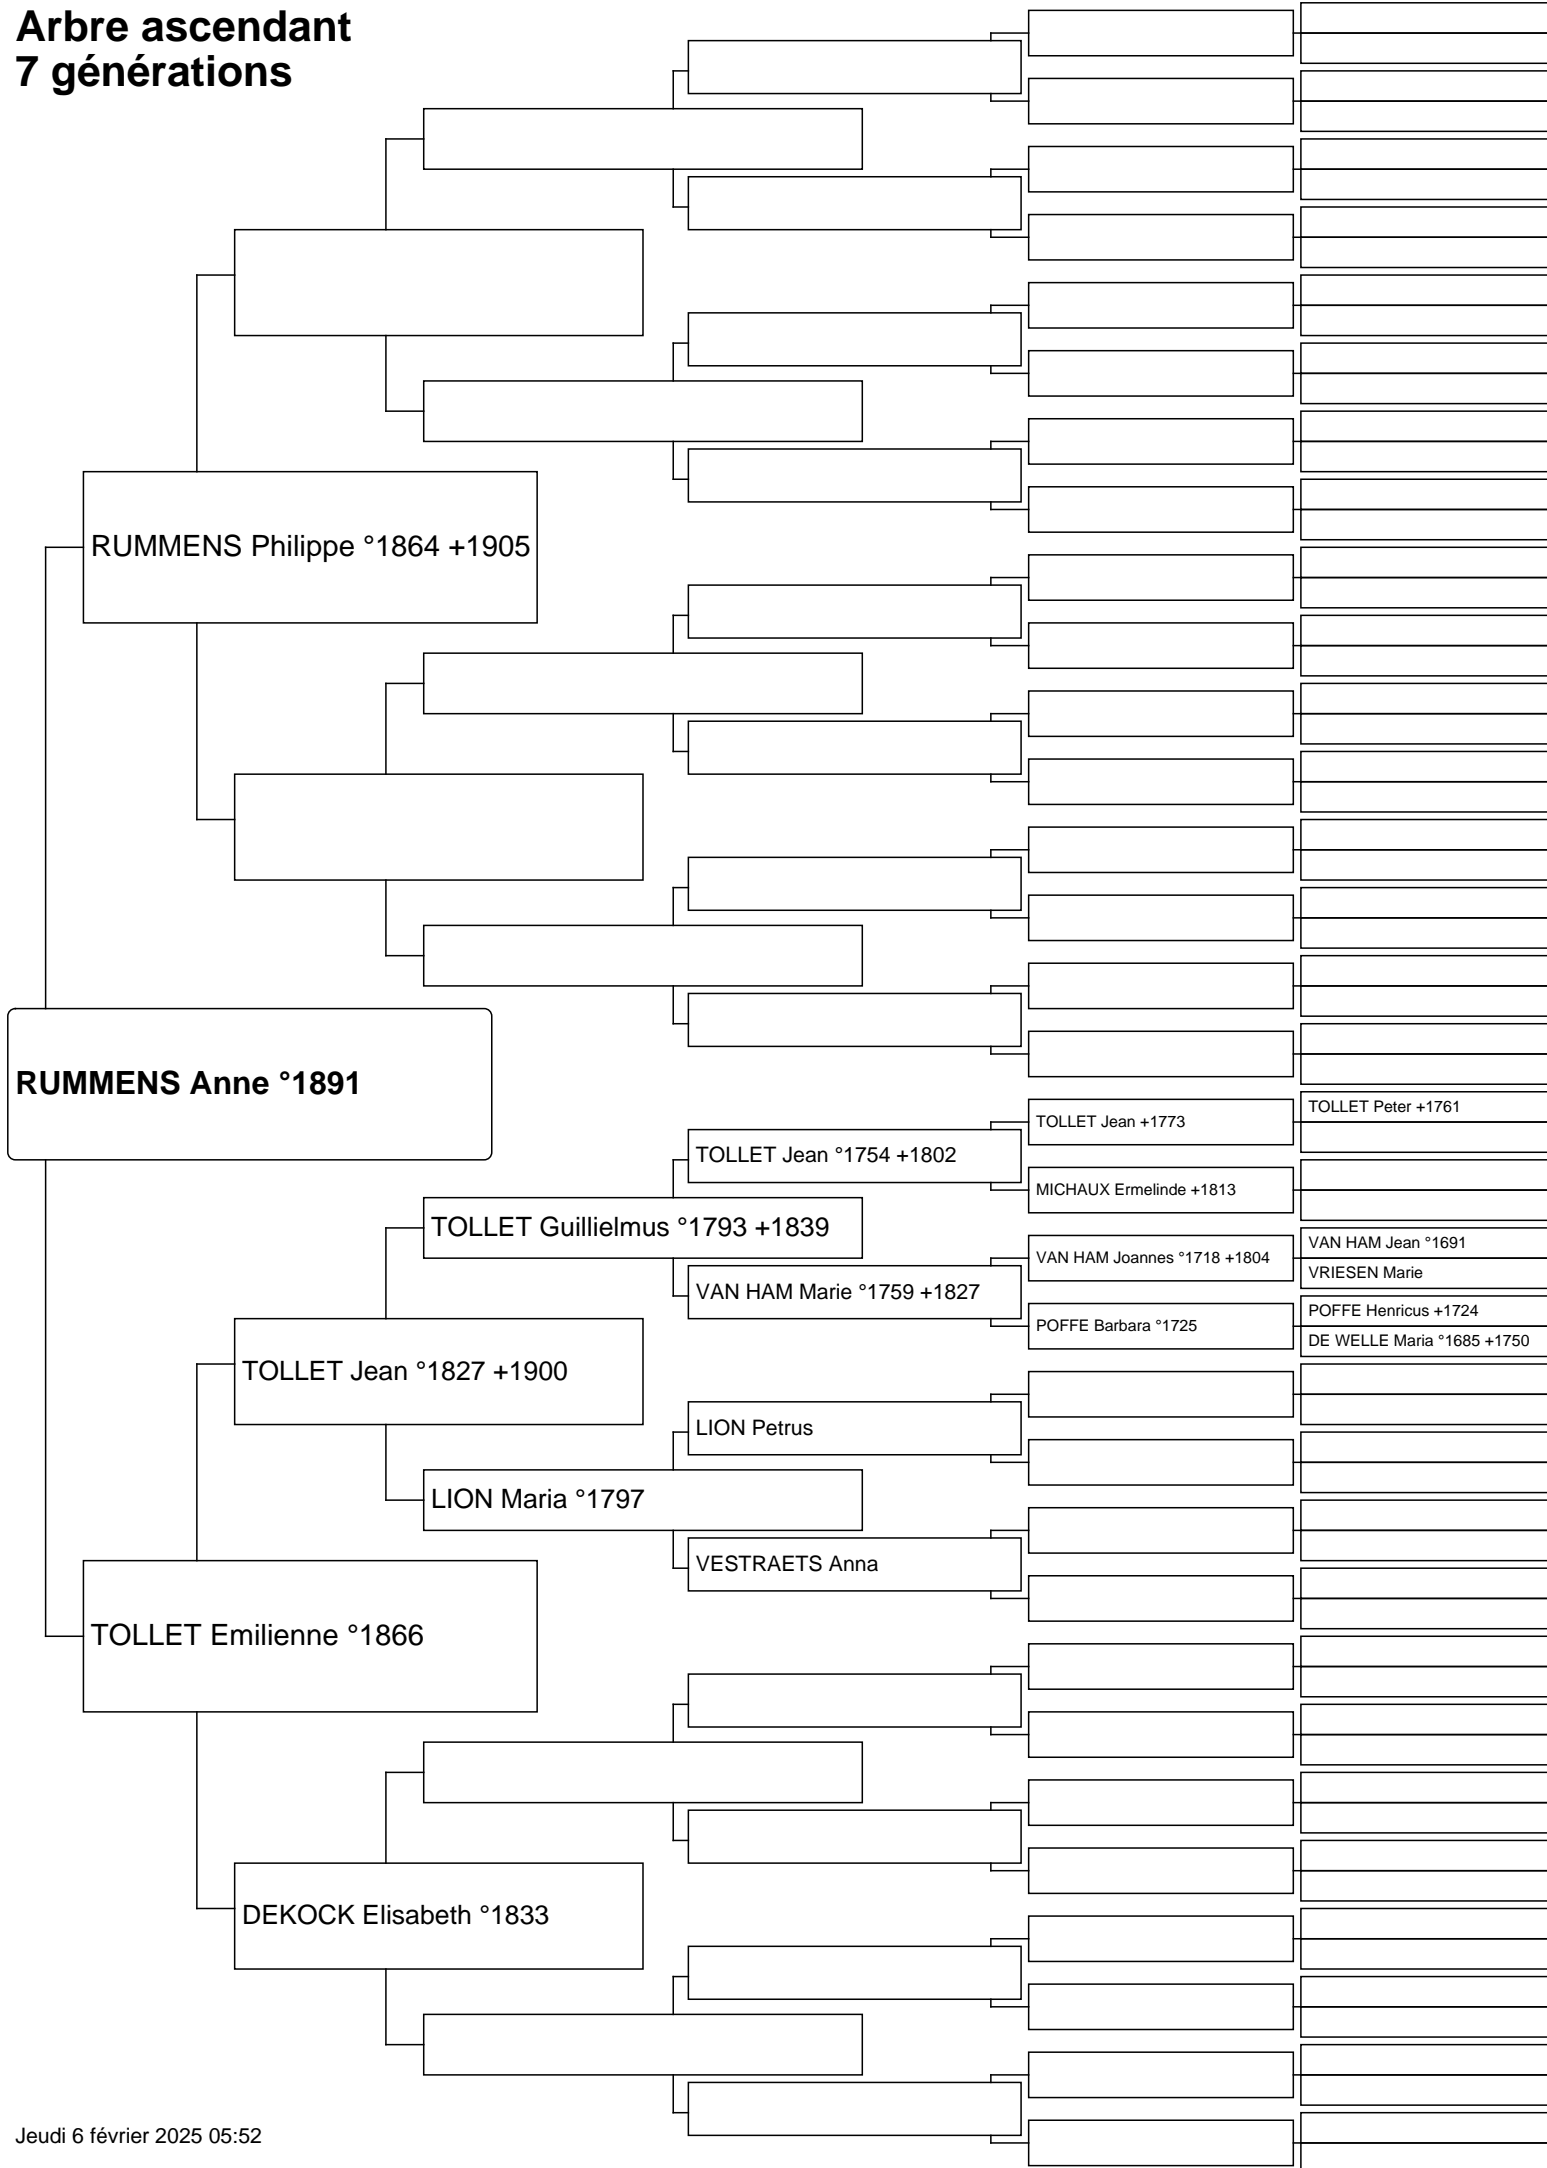 Arbre ascendant
7 générations
RUMMENS Philippe °1864 +1905
RUMMENS Anne °1891
TOLLET Peter +1761
TOLLET Jean +1773
TOLLET Jean °1754 +1802
MICHAUX Ermelinde +1813
TOLLET Guillielmus °1793 +1839
VAN HAM Jean °1691
VAN HAM Joannes °1718 +1804
VRIESEN Marie
VAN HAM Marie °1759 +1827
POFFE Henricus +1724
POFFE Barbara °1725
DE WELLE Maria °1685 +1750
TOLLET Jean °1827 +1900
LION Petrus
LION Maria °1797
VESTRAETS Anna
TOLLET Emilienne °1866
DEKOCK Elisabeth °1833
Jeudi 6 février 2025 05:52